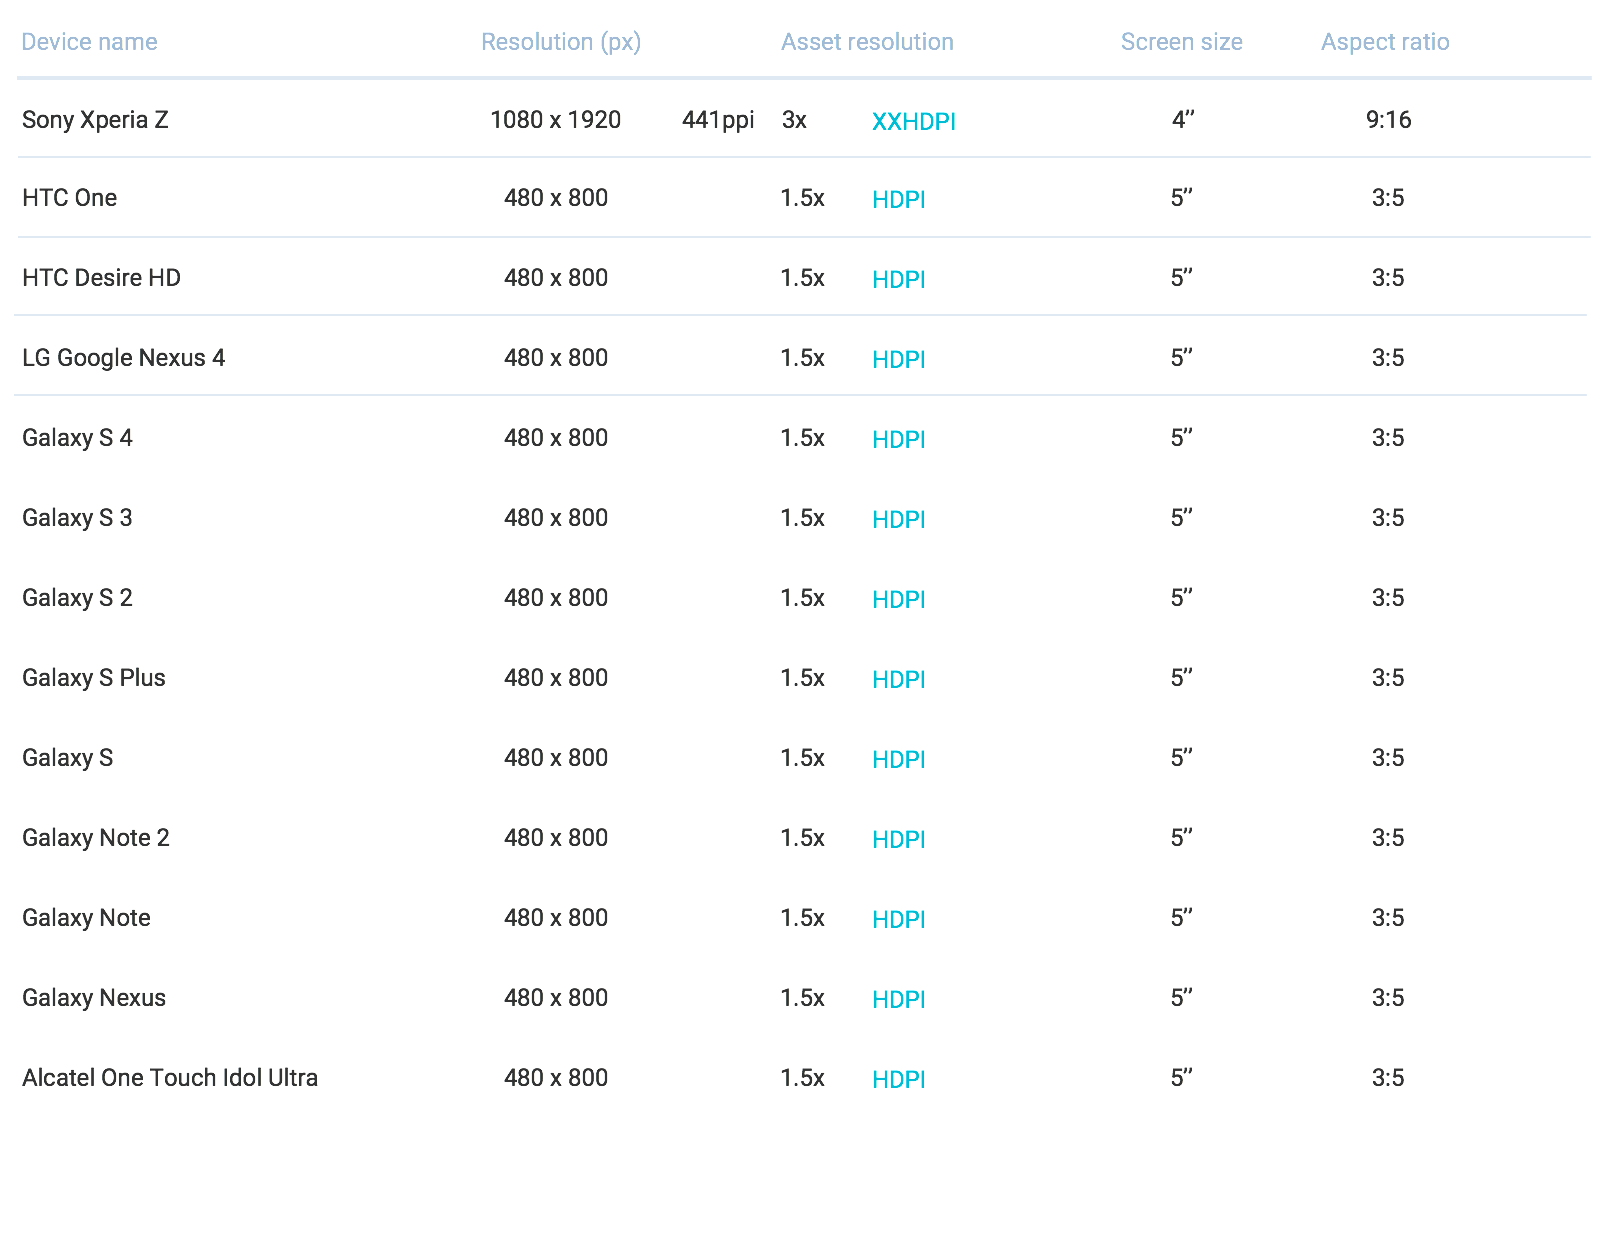 Device name Resolution (px) Asset resolution Screen size Aspect ratio
Sony Xperia Z 1080 x 1920 441ppi 3x XXHDPI 4” 9:16
HTC One 480 x 800 1.5x HDPI 5” 3:5
HTC Desire HD 480 x 800 1.5x HDPI 5” 3:5
LG Google Nexus 4 480 x 800 1.5x HDPI 5” 3:5
Galaxy S 4 480 x 800 1.5x HDPI 5” 3:5
Galaxy S 3 480 x 800 1.5x HDPI 5” 3:5
Galaxy S 2 480 x 800 1.5x HDPI 5” 3:5
Galaxy S Plus 480 x 800 1.5x HDPI 5” 3:5
Galaxy S 480 x 800 1.5x HDPI 5” 3:5
Galaxy Note 2 480 x 800 1.5x HDPI 5” 3:5
Galaxy Note 480 x 800 1.5x HDPI 5” 3:5
Galaxy Nexus 480 x 800 1.5x HDPI 5” 3:5
Alcatel One Touch Idol Ultra 480 x 800 1.5x HDPI 5” 3:5